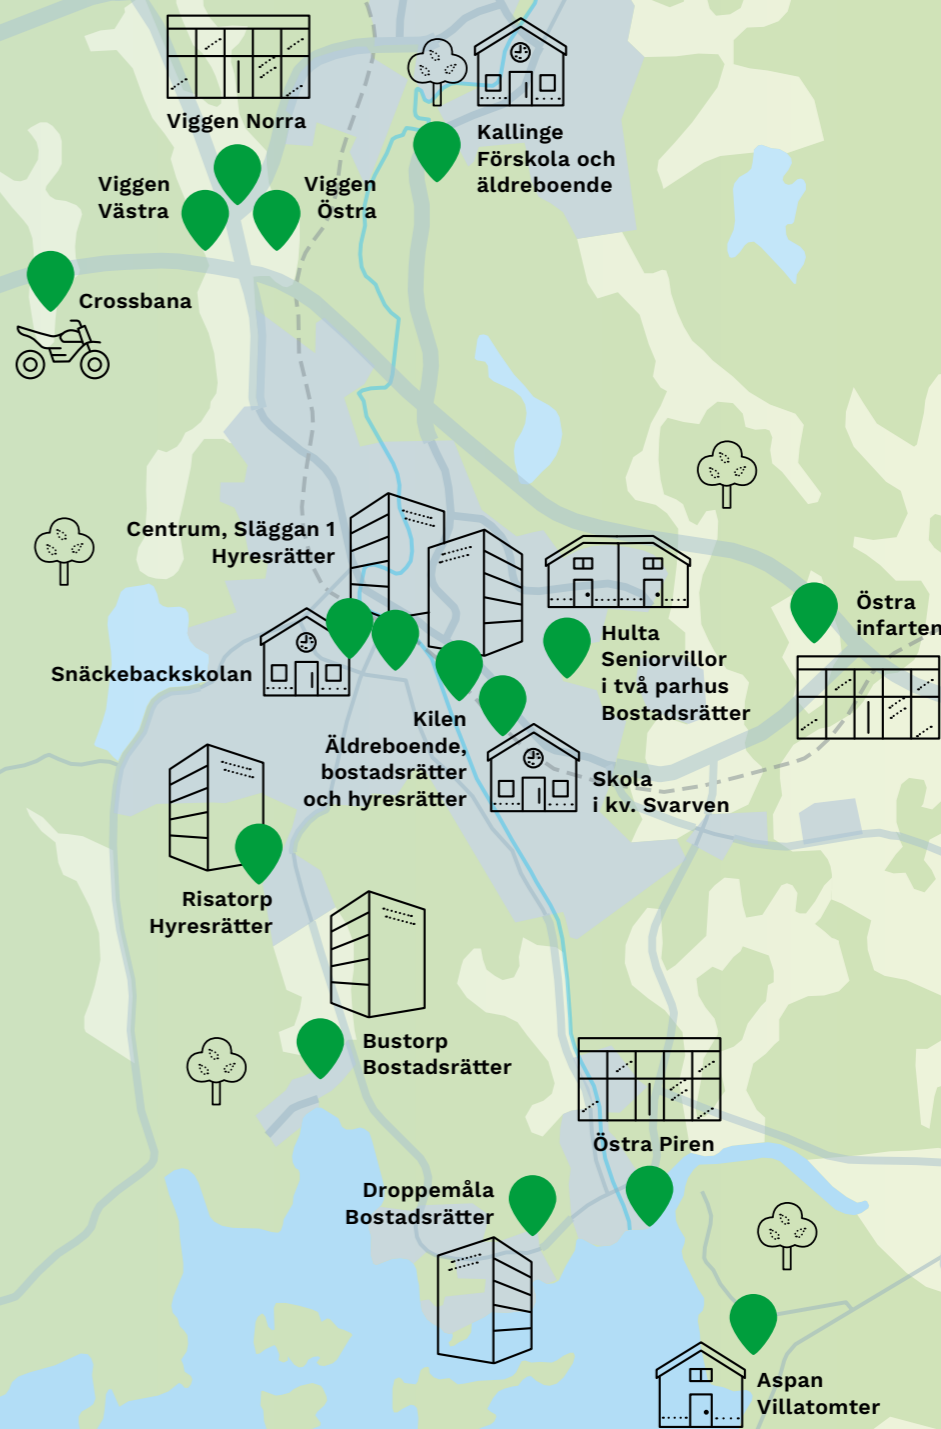 Viggen Norra
Kallinge
Förskola och
äldreboende
Viggen
Västra
Viggen
Östra
Crossbana
Centrum, Släggan 1
Hyresrätter
Östra
infarten
Hulta
Seniorvillor
i två parhus
Bostadsrätter
Snäckebackskolan
Kilen
Äldreboende,
bostadsrätter
och hyresrätter
Skola
i kv. Svarven
Risatorp
Hyresrätter
Bustorp
Bostadsrätter
Östra Piren
Droppemåla
Bostadsrätter
Aspan
Villatomter